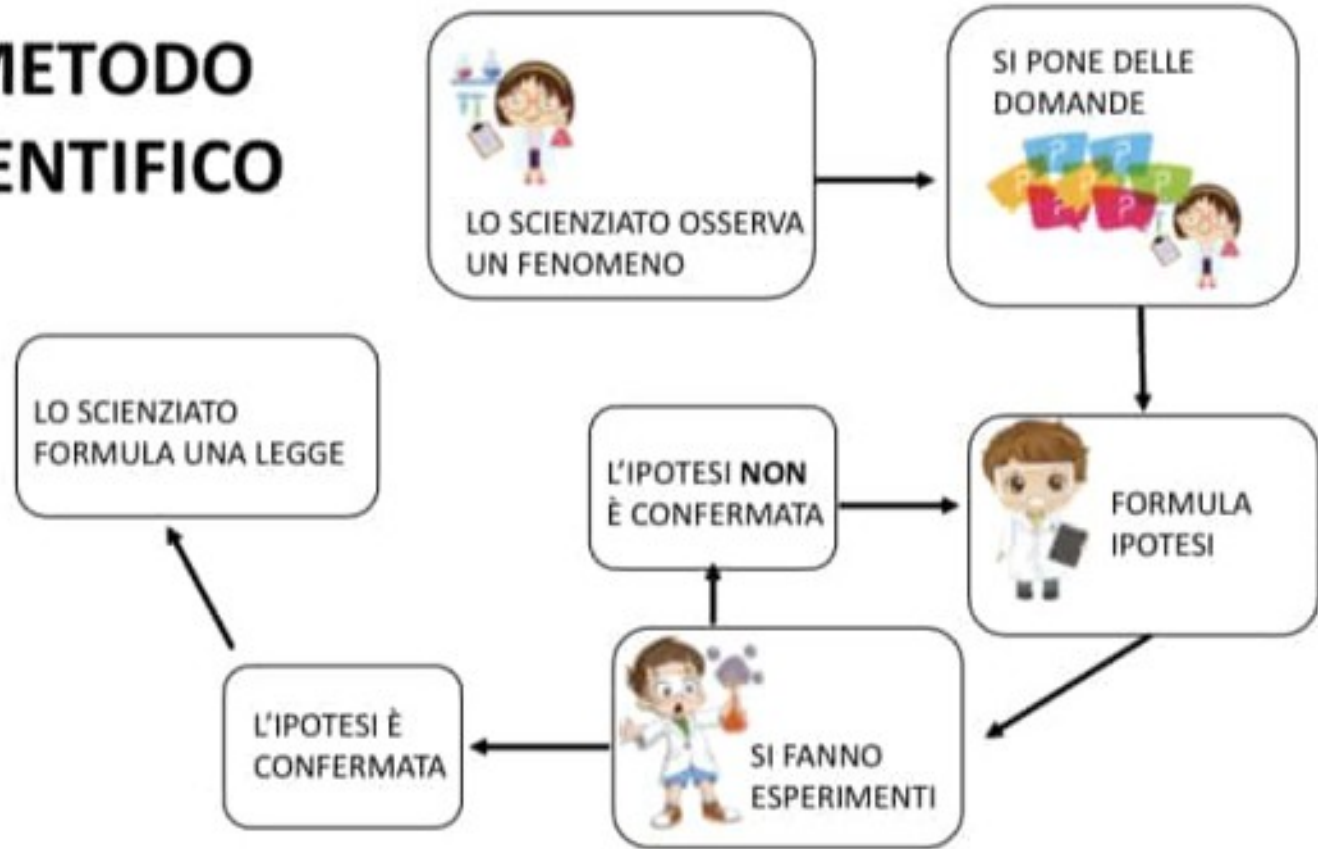 METODO
ENTIFICO
LO SCIENZIATO OSSERVA
UN FENOMENO
SI PONE DELLE
DOMANDE
? ? ? ? ? ? ?
FORMULA
IPOTESI
L'IPOTESI NON
È CONFERMATA
SI FANNO
ESPERIMENTI
L'IPOTESI È
CONFERMATA
LO SCIENZIATO
FORMULA UNA LEGGE